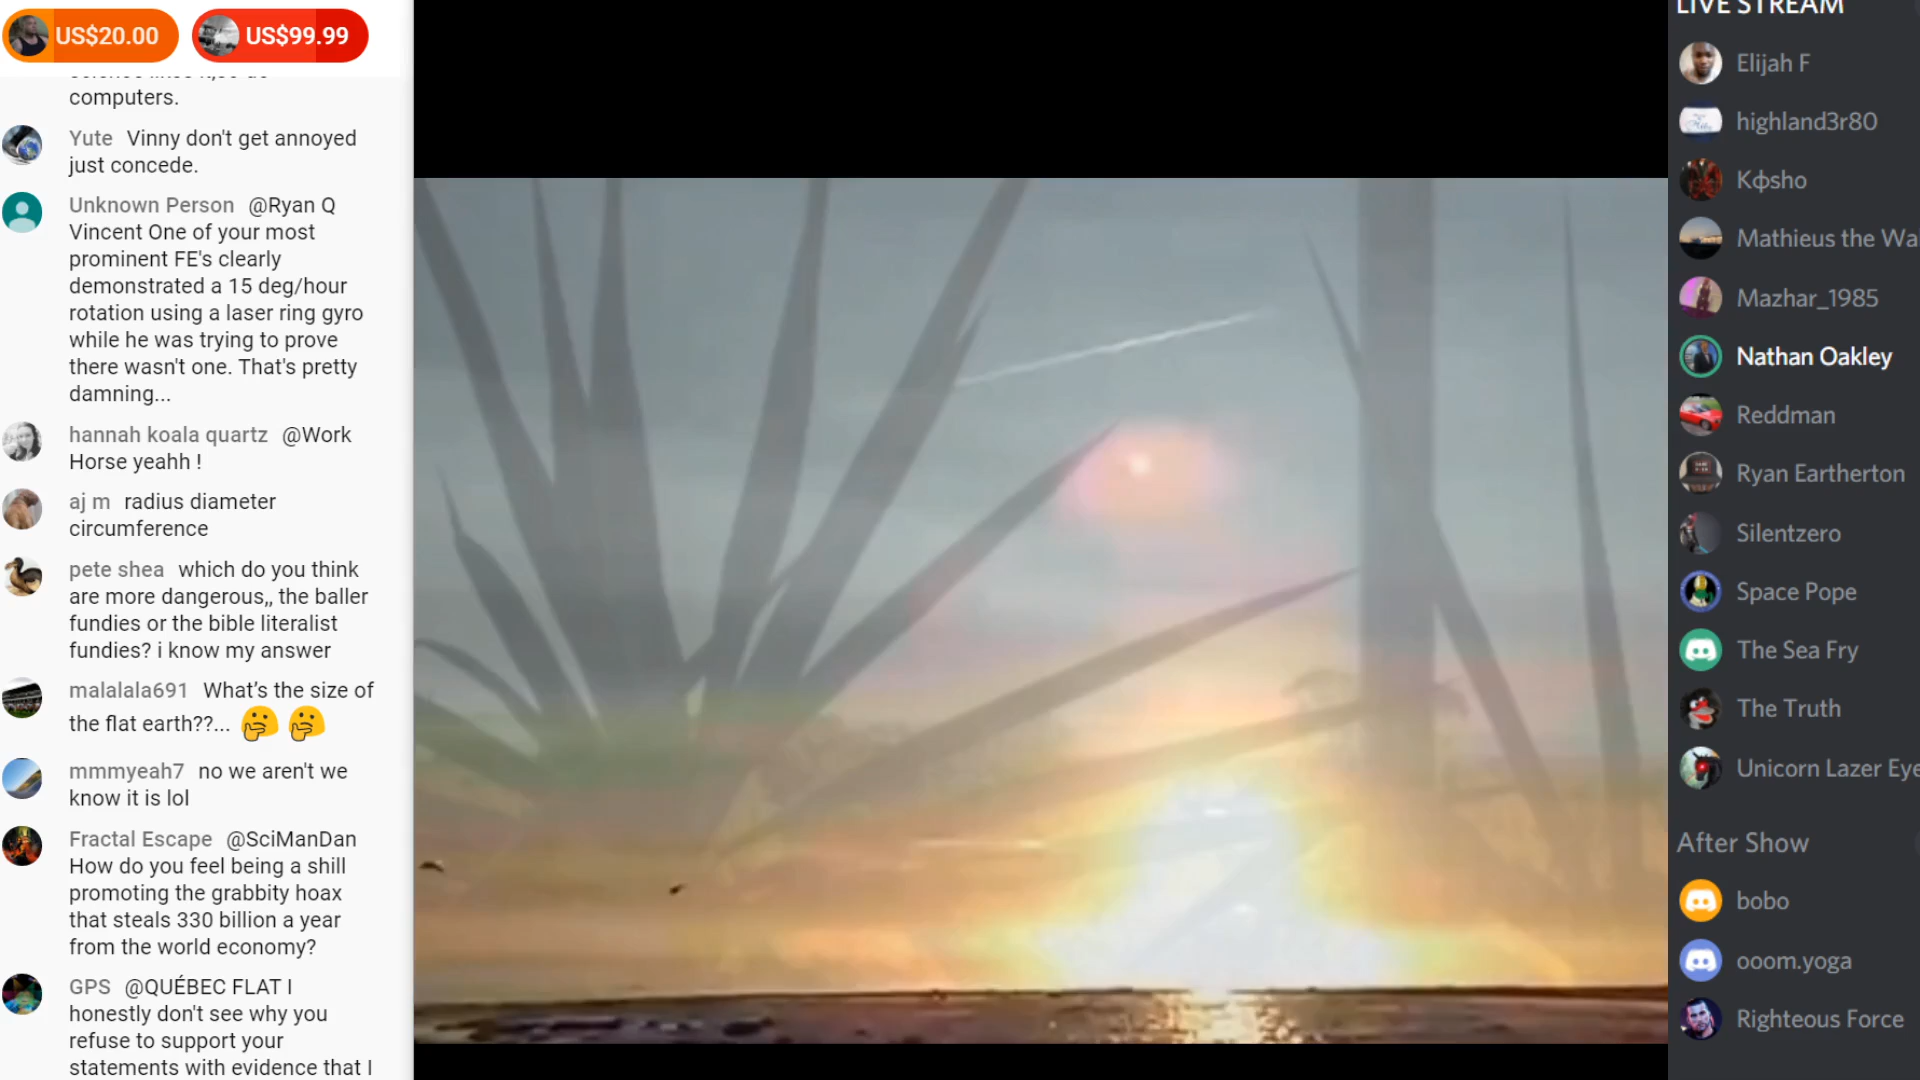 US$20.00 US$99.99
computers.
Yute Vinny don't get annoyed
just concede.
Unknown Person @Ryan Q
Vincent One of your most
prominent FE's clearly
demonstrated a 15 deg/hour
rotation using a laser ring gyro
while he was trying to prove
there wasn't one. That's pretty
damning...
hannah koala quartz @Work
Horse yeahh !
aj m radius diameter
circumference
pete shea which do you think
are more dangerous,, the baller
fundies or the bible literalist
fundies? i know my answer
malalala691 What's the size of
the flat earth??...
mmmyeah7 no we aren't we
know it is lol
Fractal Escape @SciManDan
How do you feel being a shill
promoting the grabbity hoax
that steals 330 billion a year
from the world economy?
GPS @QUÉBEC FLAT I
honestly don't see why you
refuse to support your
statements with evidence that I
LIVE STREAM
Elijah F
highland3r80
Kфsho
Mathieus the Wa
Mazhar_1985
Nathan Oakley
Reddman
Ryan Eartherton
Silentzero
Space Pope
The Sea Fry
The Truth
Unicorn Lazer Eye
After Show
bobo
ooom.yoga
Righteous Force